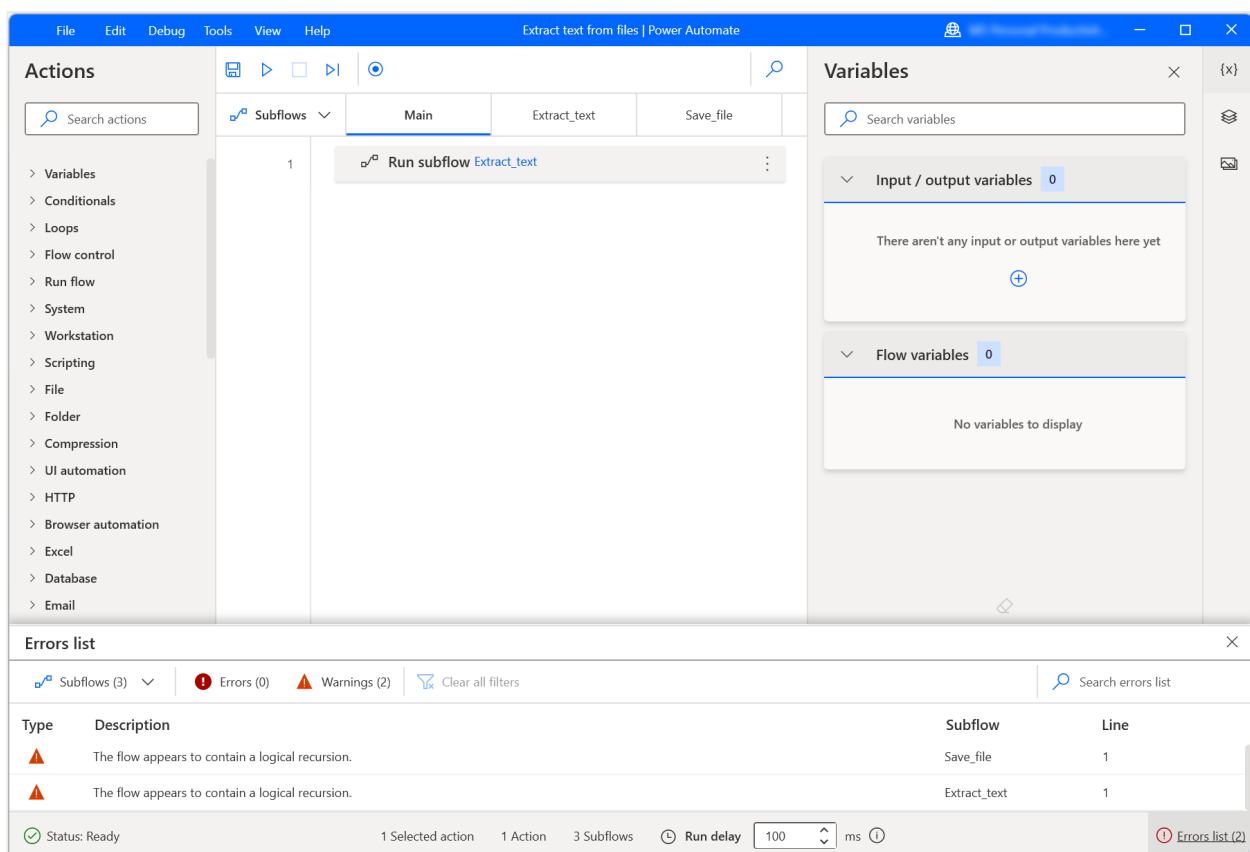 File Edit Debug Tools View Help Extract text from files | Power Automate
Actions
Search actions
Variables
Conditionals
Loops
Flow control
Run flow
System
Workstation
Scripting
File
Folder
Compression
UI automation
HTTP
Browser automation
Excel
Database
Email
Subflows Main Extract_text Save_file
1 Run subflow Extract_text
Variables
{x}
Search variables
Input / output variables 0
There aren't any input or output variables here yet
Flow variables 0
No variables to display
Errors list
Subflows (3) Errors (0) Warnings (2) Clear all filters Search errors list
Type Description Subflow Line
The flow appears to contain a logical recursion. Save_file 1
The flow appears to contain a logical recursion. Extract_text 1
Status: Ready 1 Selected action 1 Action 3 Subflows Run delay 100 ms Errors list (2)